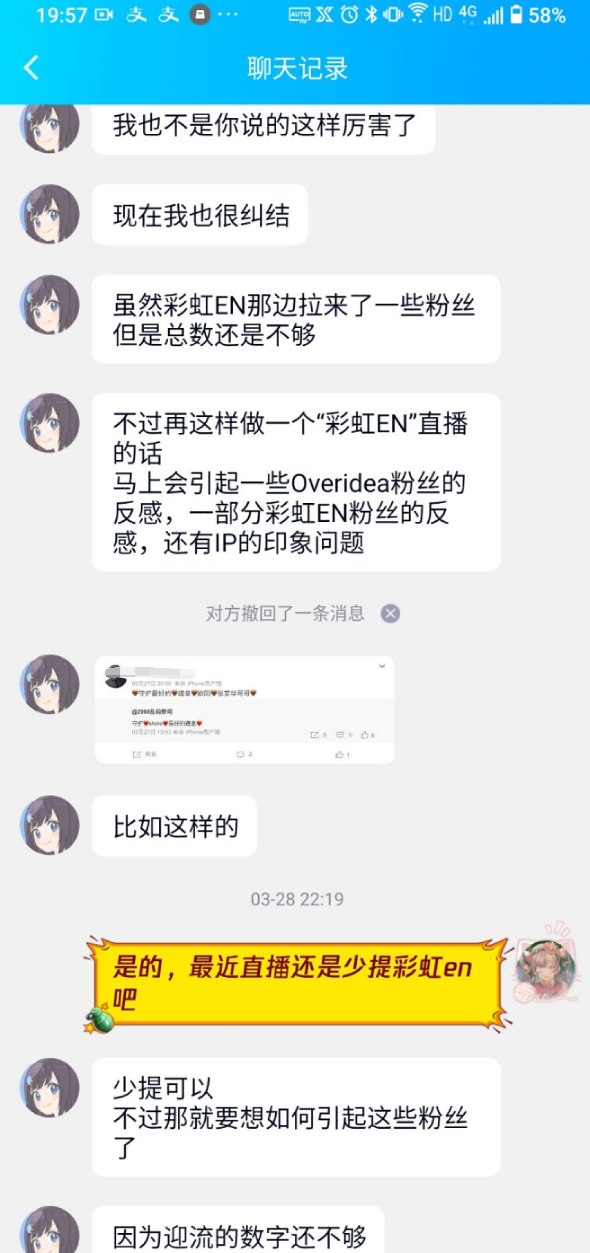 19:57
HD 4G 58%
聊天记录
我也不是你说的这样厉害了
现在我也很纠结
虽然彩虹EN那边拉来了一些粉丝
但是总数还是不够
不过再这样做一个“彩虹EN”直播
的话
马上会引起一些Overidea粉丝的
反感，一部分彩虹EN粉丝的反
感，还有IP的印象问题
对方撤回了一条消息
比如这样的
03-28 22:19
是的，最近直播还是少提彩虹en
吧
少提可以
不过那就要想如何引起这些粉丝
了
因为迎流的数字还不够